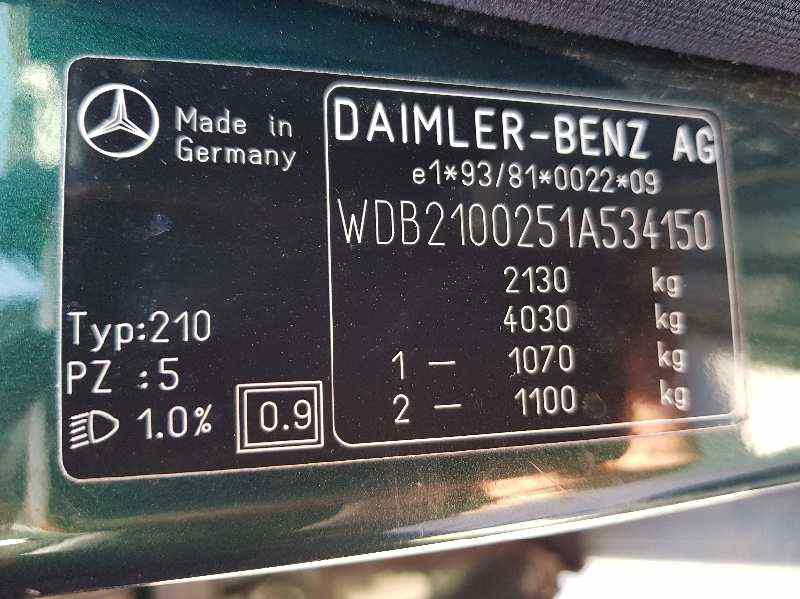 Made in
Germany
DAIMLER-BENZ AG
e1*93/81*0022*09
WDB2100251A534150
2130 kg
4030 kg
1 – 1070 kg
2 – 1100 kg
Typ:210
PZ :5
1.0% 0.9